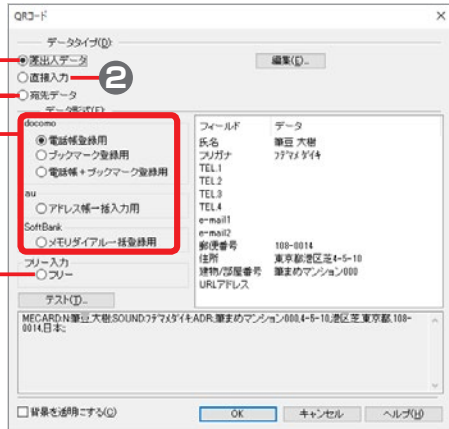 QRコード
データタイプ(D):
差出人データ
編集(E)...
直接入力
2
宛先データ
データ形式(F):
docomo
電話帳登録用
ブックマーク登録用
電話帳+ブックマーク登録用
au
アドレス帳一括入力用
SoftBank
メモリダイアル一括登録用
フリー入力
フリー
テスト(T)...
フィールド データ
氏名 筆豆 大樹
フリガナ フデマメ ダイキ
TEL.1
TEL.2
TEL.3
TEL.4
e-mail1
e-mail2
郵便番号 108-0014
住所 東京都港区芝4-5-10
建物/部屋番号 筆まめマンション000
URLアドレス
MECARD:N:筆豆,大樹;SOUND:フデマメ,ダイキ;ADR:筆まめマンション000,4-5-10,港区芝,東京都,108-
0014,日本;;
背景を透明にする(C)
OK キャンセル ヘルプ(H)